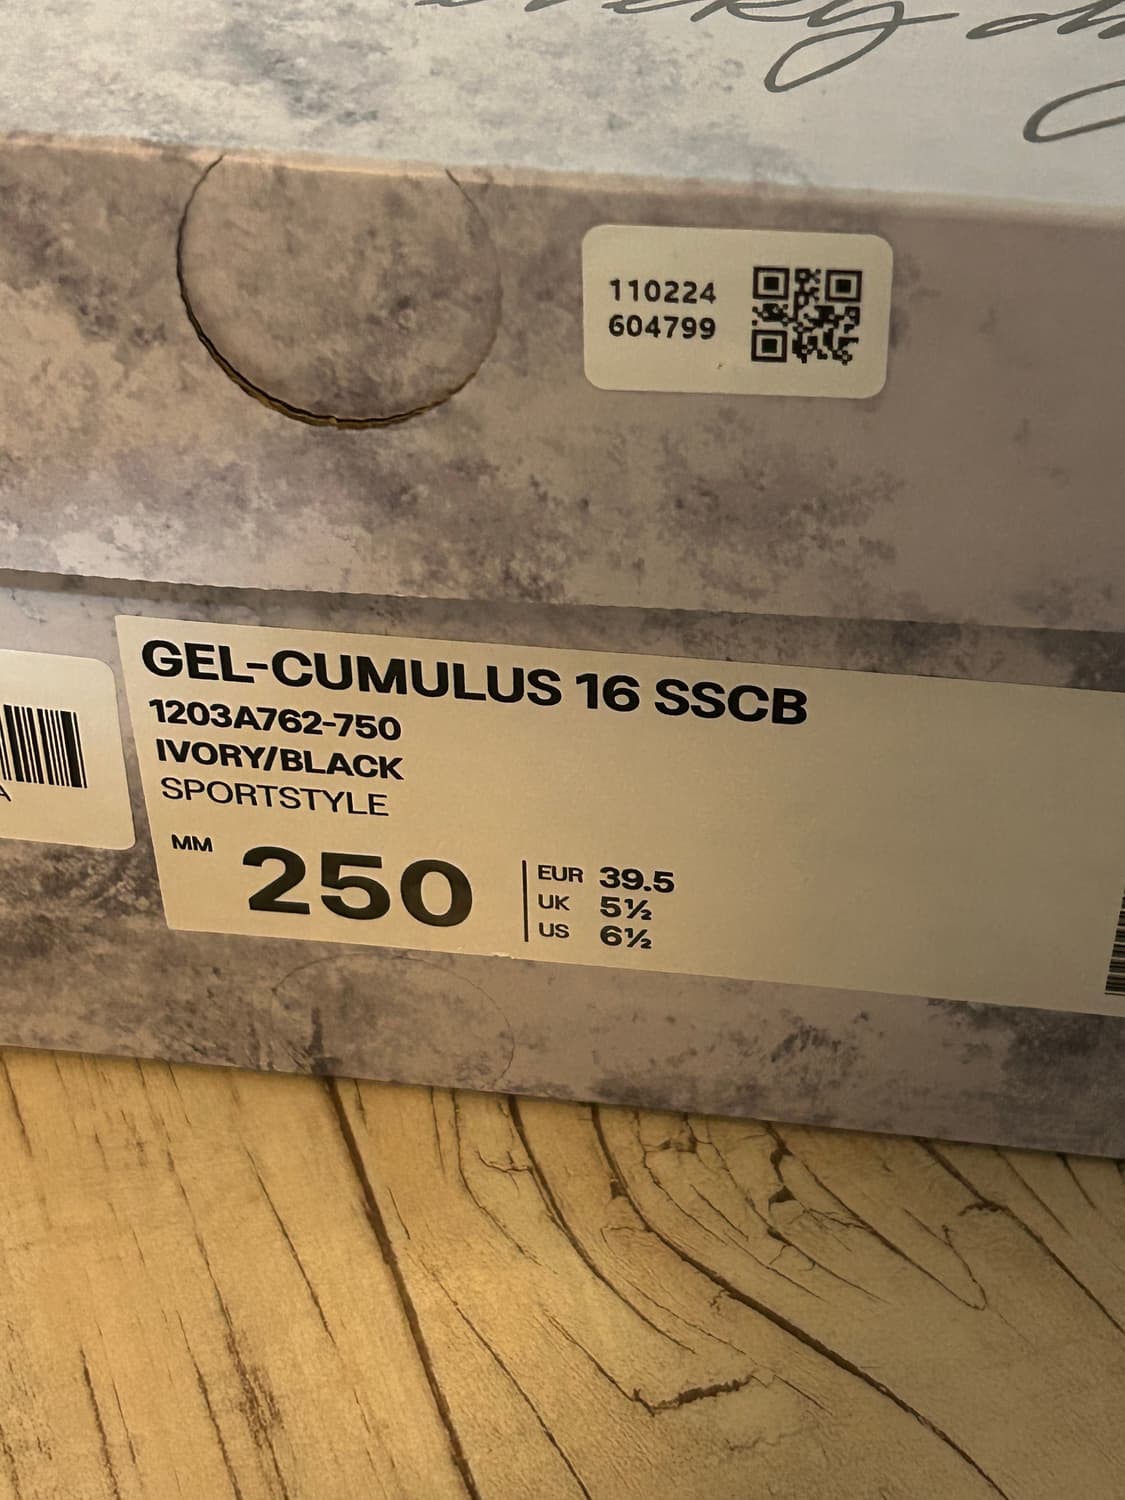 110224
604799
GEL-CUMULUS 16 SSCB
1203A762-750
IVORY/BLACK
SPORTSTYLE
MM 250
EUR 39.5
UK 5½
US 6½